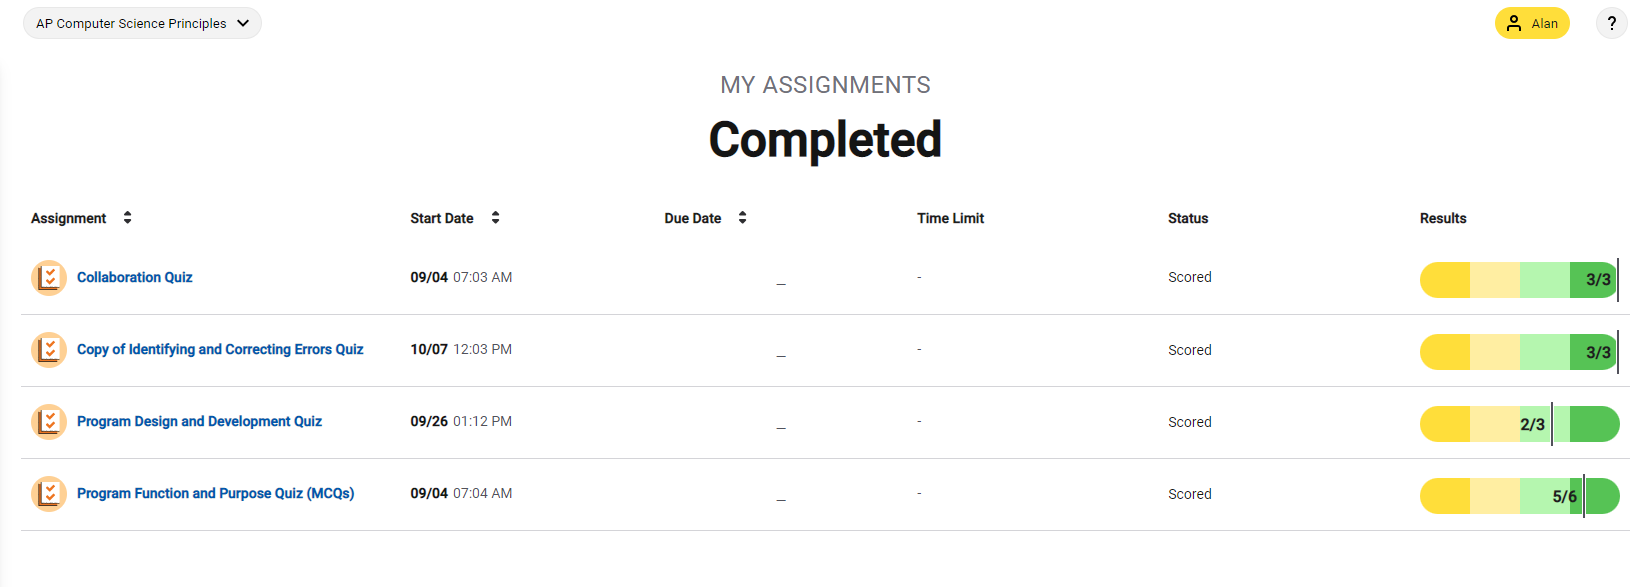 AP Computer Science Principles
Alan
?
MY ASSIGNMENTS
Completed
Assignment Start Date Due Date Time Limit Status Results
Collaboration Quiz 09/04 07:03 AM _ - Scored 3/3
Copy of Identifying and Correcting Errors Quiz 10/07 12:03 PM _ - Scored 3/3
Program Design and Development Quiz 09/26 01:12 PM _ - Scored 2/3
Program Function and Purpose Quiz (MCQs) 09/04 07:04 AM _ - Scored 5/6